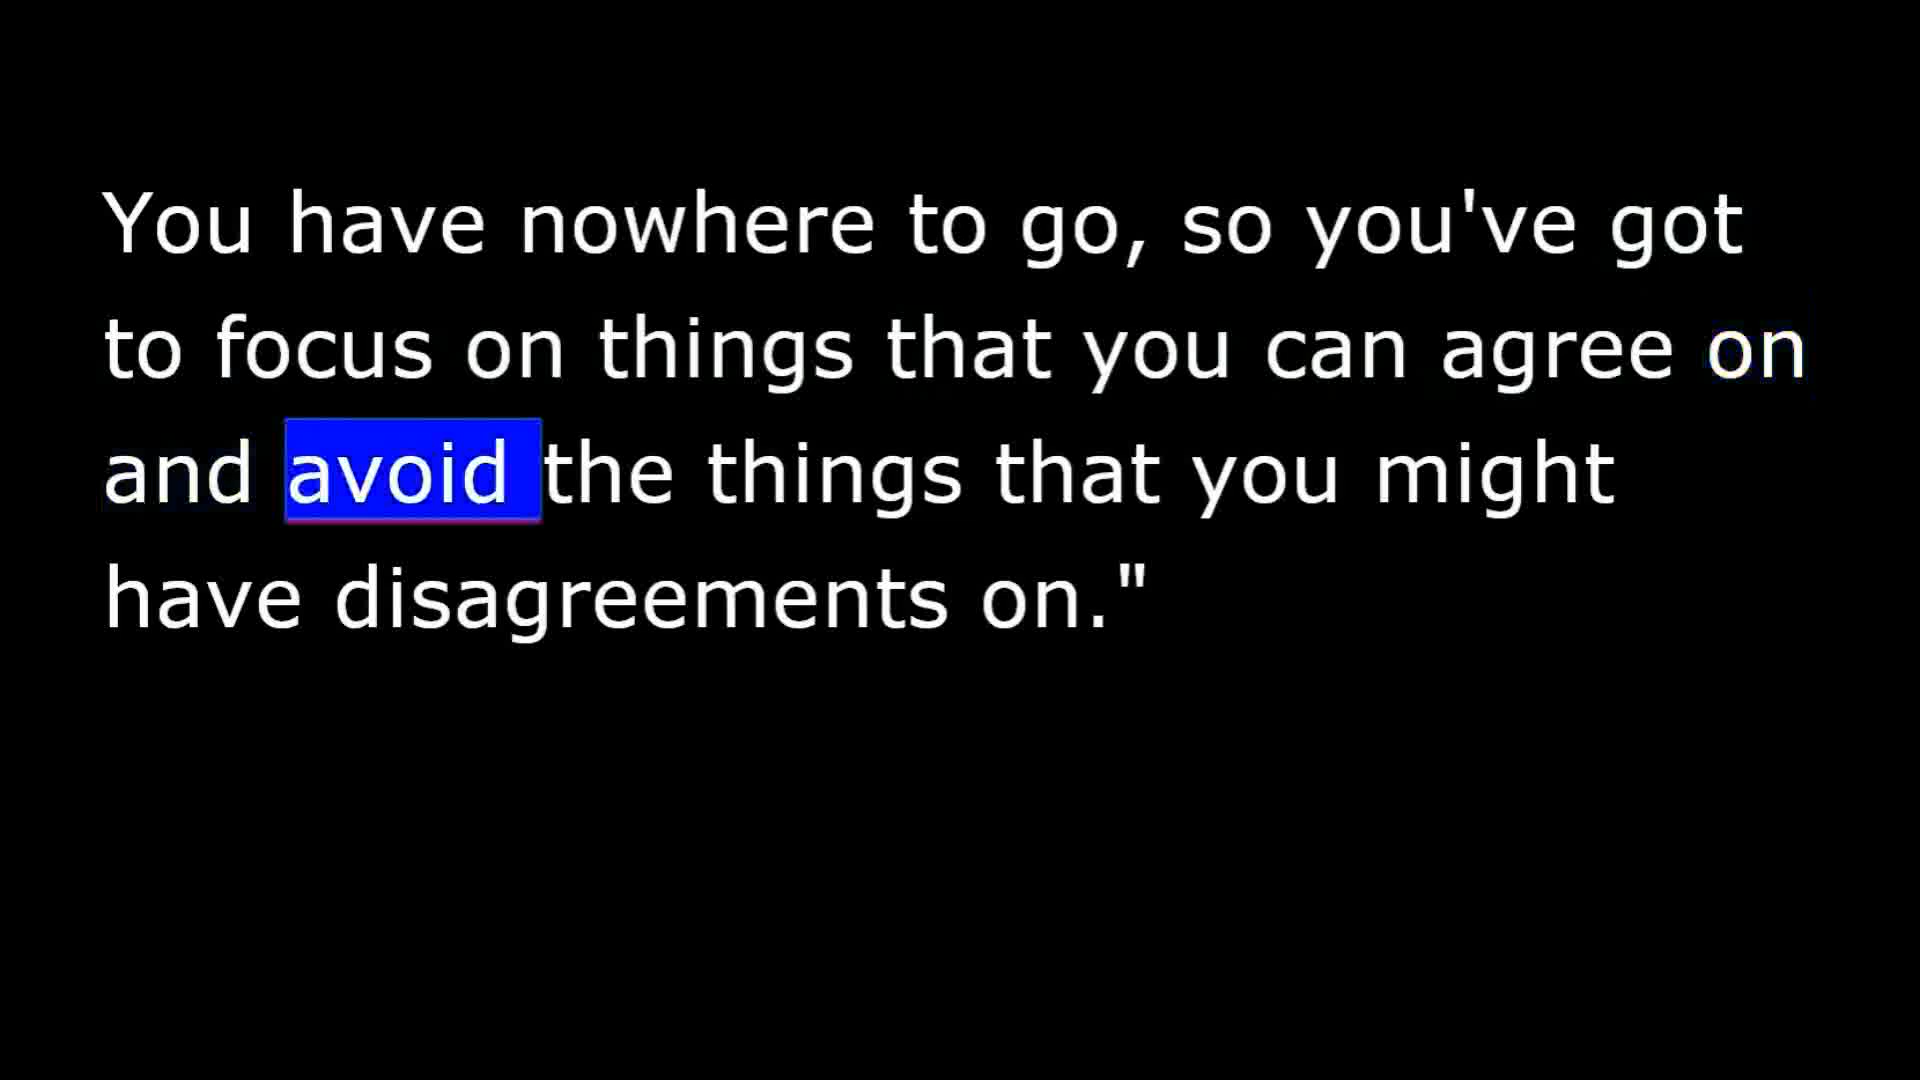 You have nowhere to go, so you've got
to focus on things that you can agree on
and avoid the things that you might
have disagreements on."